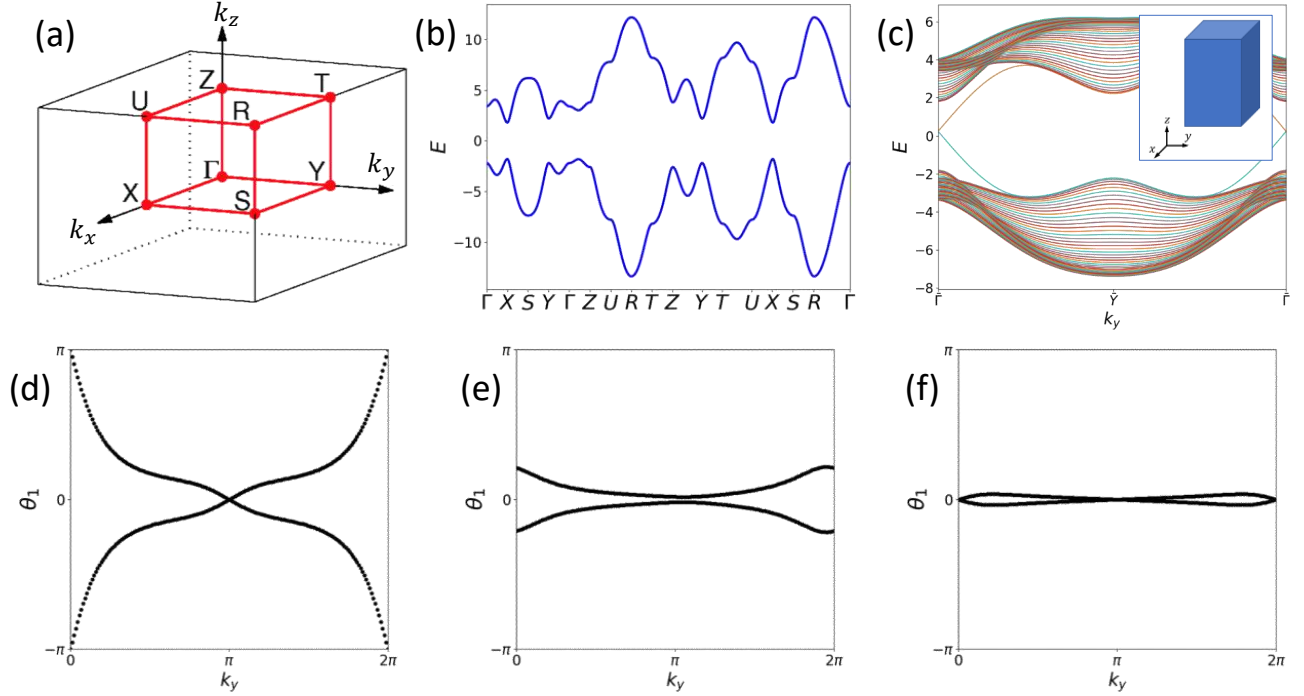 (a)
k_z
Z
T
U
R
Γ
Y
k_y
X
S
k_x
(b)
10
5
0
−5
−10
E
Γ X S Y Γ Z U R T Z Y T U X S R Γ
(c)
6
4
2
0
−2
−4
−6
−8
E
z
y
x
Γ̄ Ȳ Γ̄
k_y
(d)
π
0
−π
θ_1
0 π 2π
k_y
(e)
π
0
−π
θ_1
0 π 2π
k_y
(f)
π
0
−π
θ_1
0 π 2π
k_y